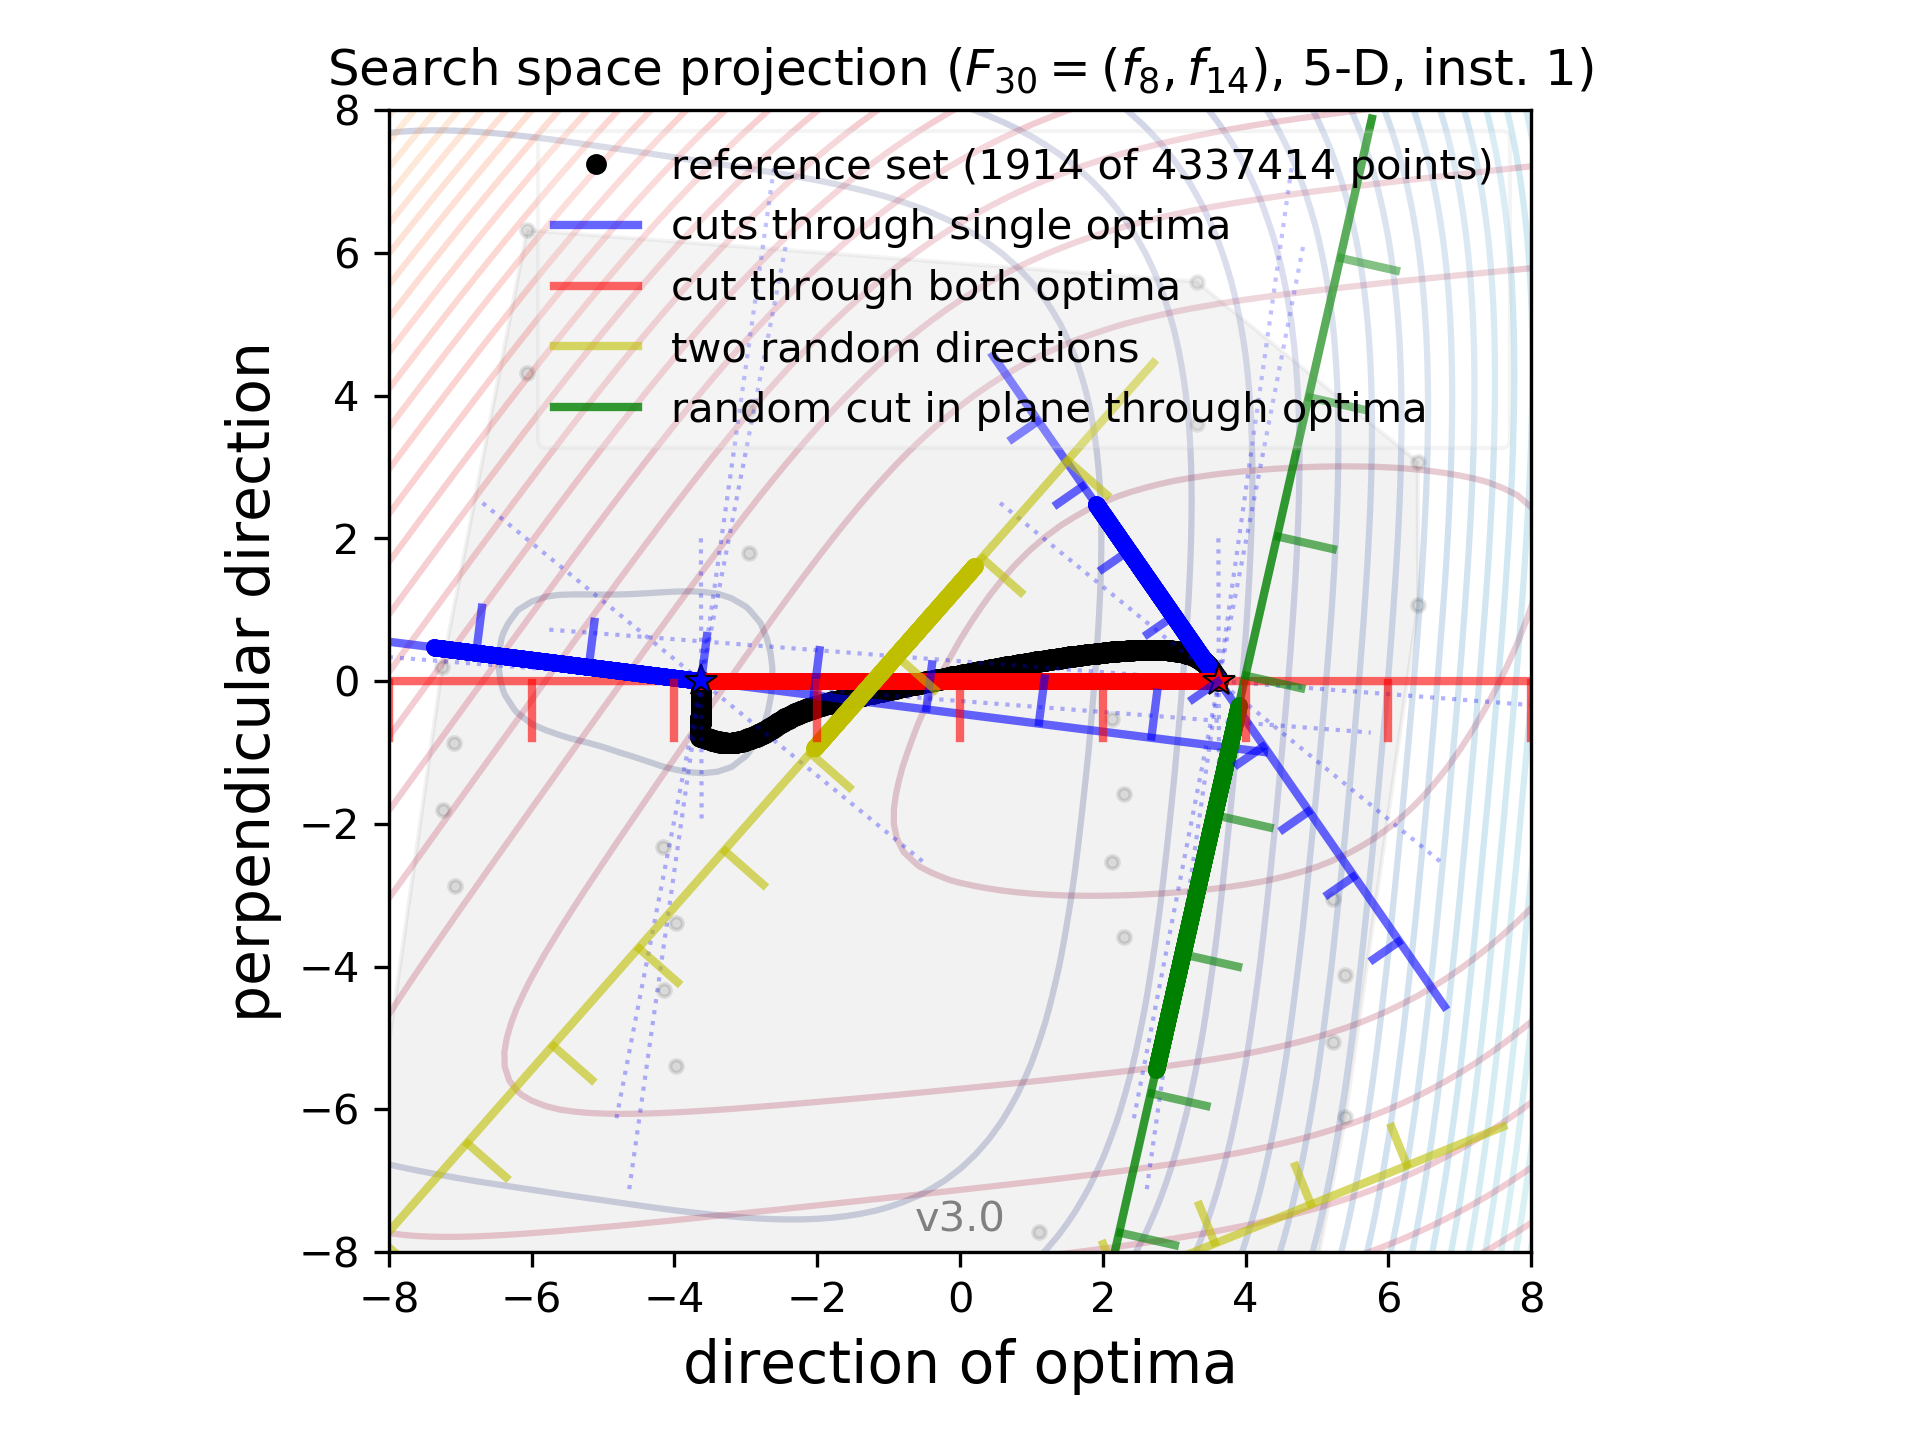 Search space projection (F₃₀ = (f₈, f₁₄), 5-D, inst. 1)
8
6
4
2
0
−2
−4
−6
−8
perpendicular direction
reference set (1914 of 4337414 points)
cuts through single optima
cut through both optima
two random directions
random cut in plane through optima
v3.0
−8 −6 −4 −2 0 2 4 6 8
direction of optima